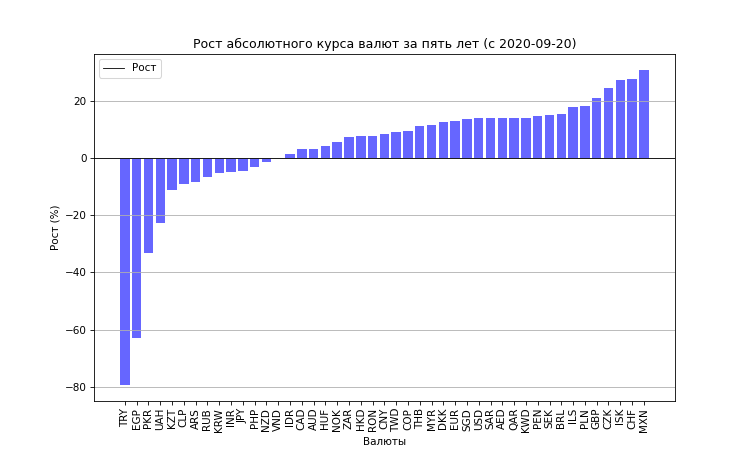 Рост абсолютного курса валют за пять лет (с 2020-09-20)
Рост
20
0
−20
−40
−60
−80
Рост (%)
TRY EGP PKR UAH KZT CLP ARS RUB KRW INR JPY PHP NZD VND IDR CAD AUD HUF NOK ZAR HKD RON CNY TWD COP THB MYR DKK EUR SGD USD SAR AED QAR KWD PEN SEK BRL ILS PLN GBP CZK ISK CHF MXN
Валюты